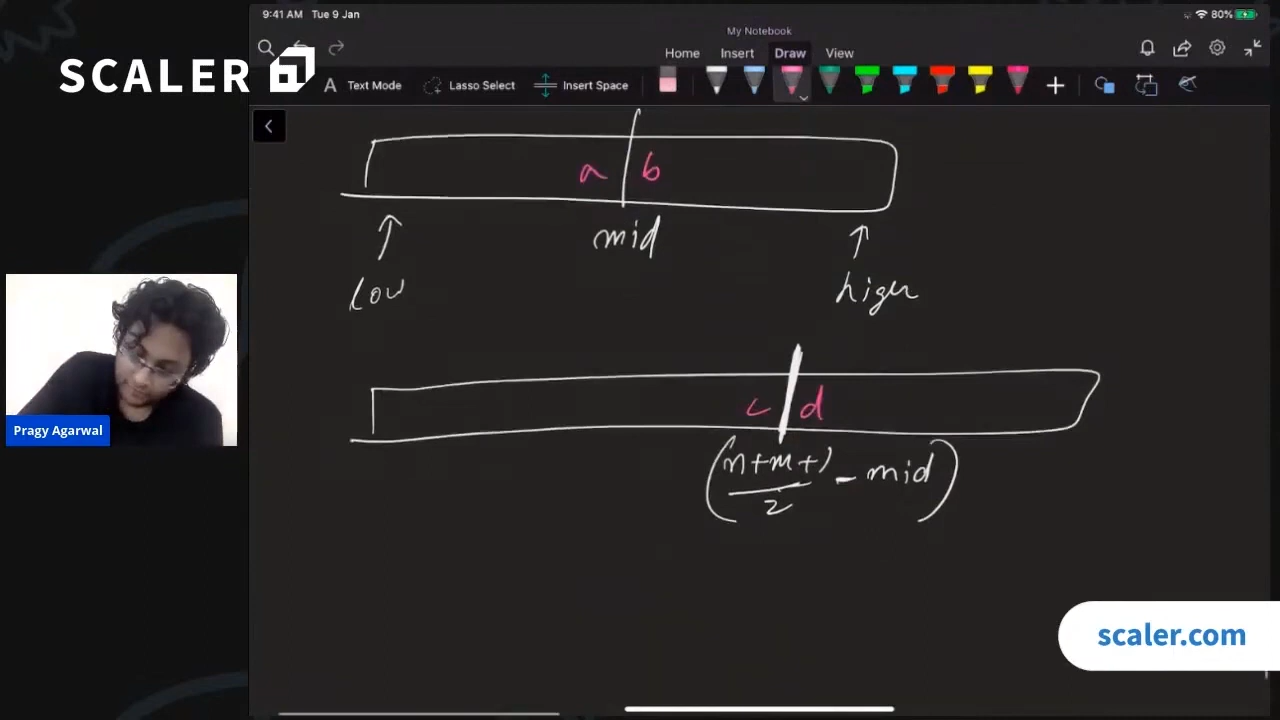 9:41 AM Tue 9 Jan
80%
My Notebook
SCALER
Home Insert Draw View
Text Mode Lasso Select Insert Space
a b
mid
low
higer
c d
(n+m+1
2
- mid)
Pragy Agarwal
scaler.com